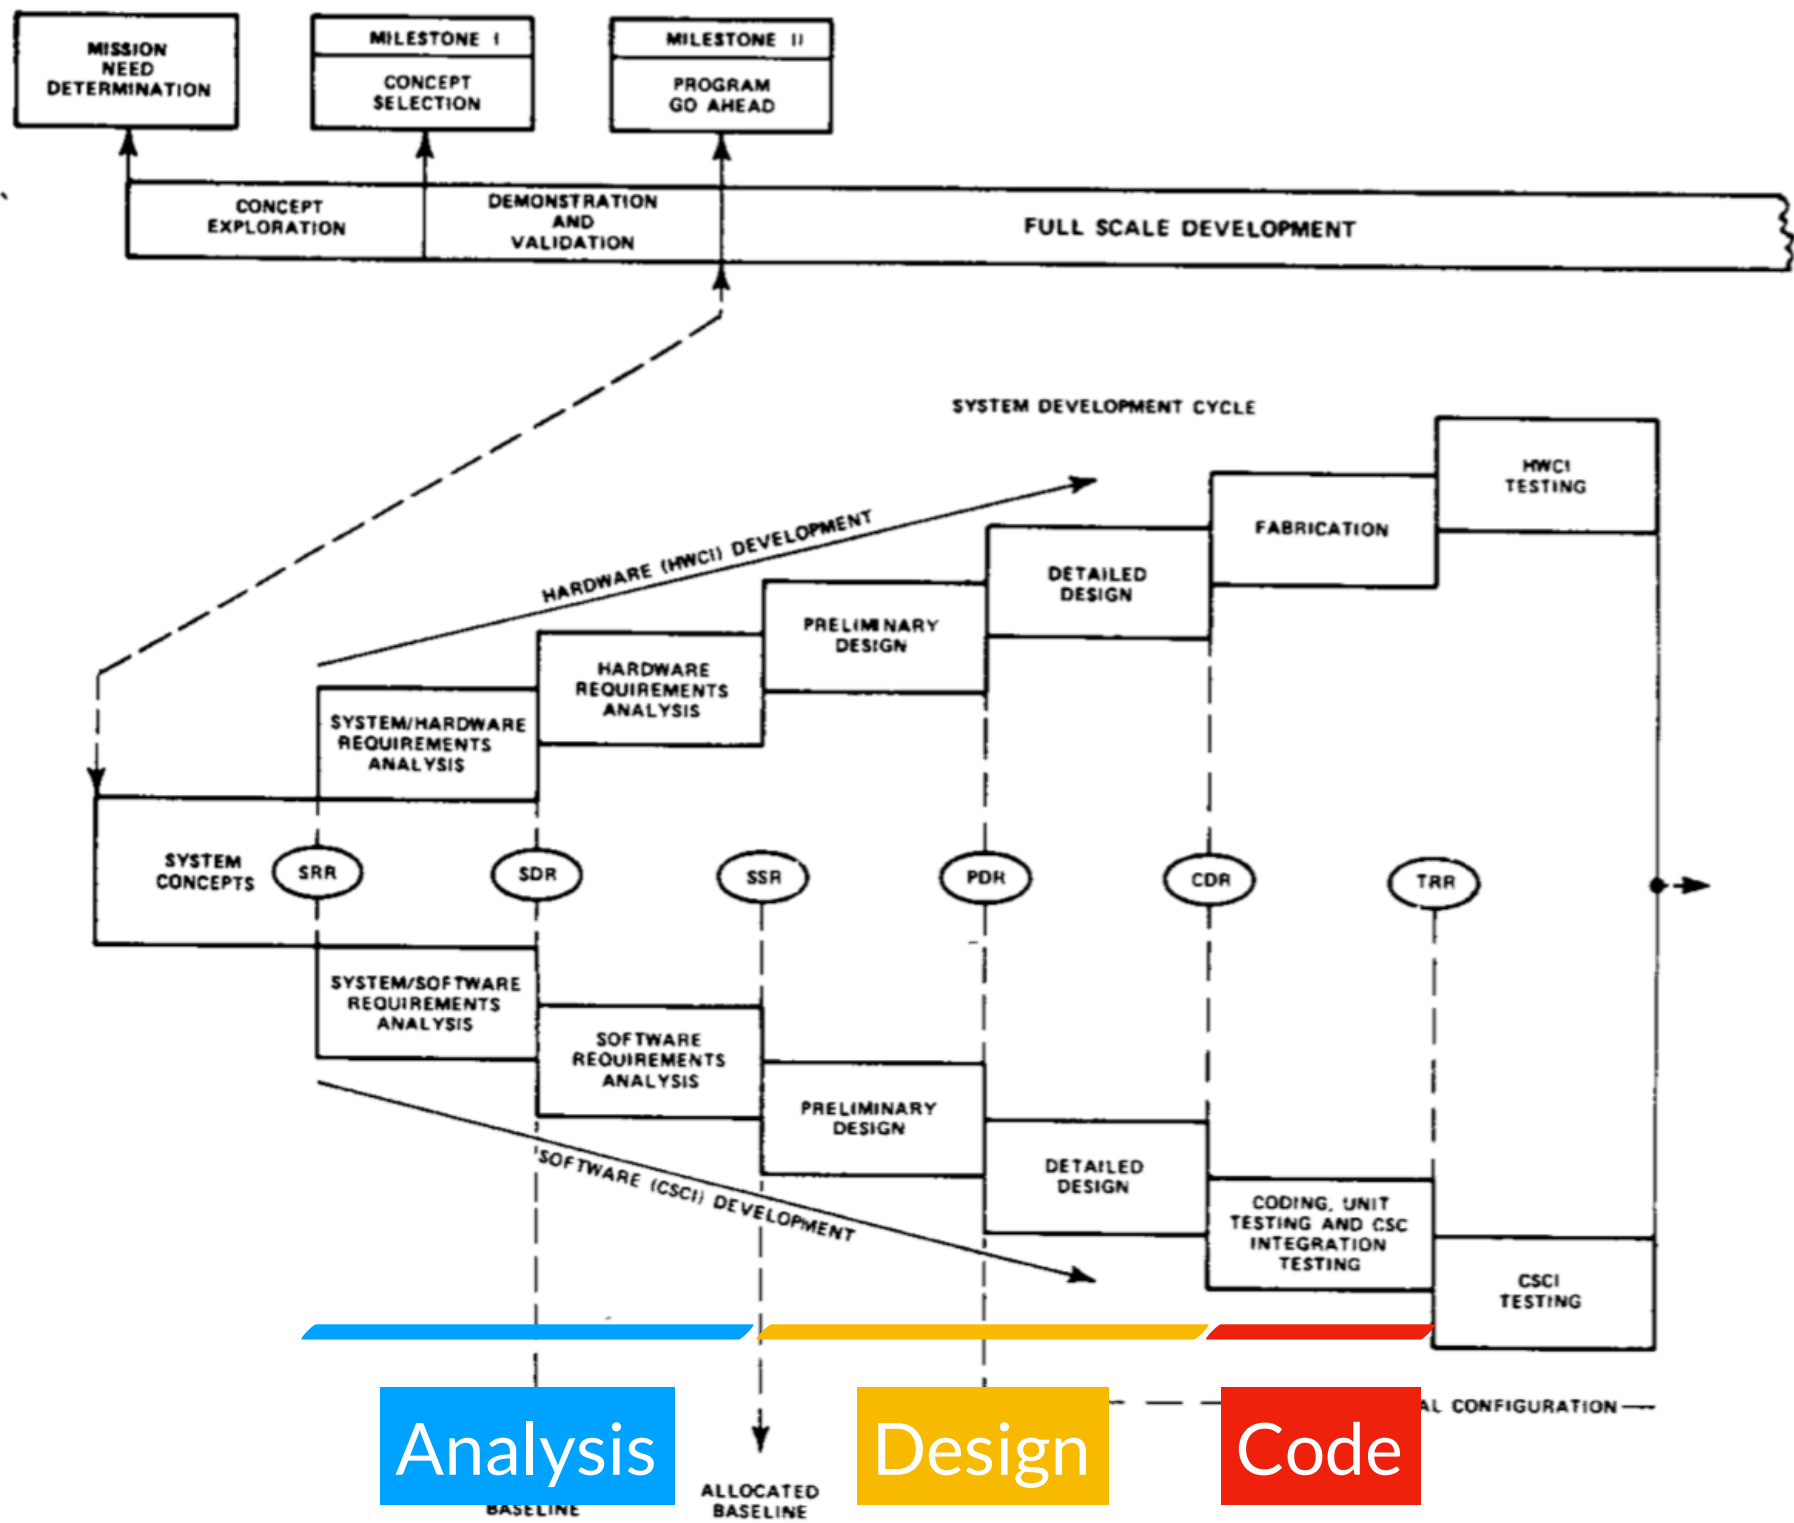 MISSION
NEED
DETERMINATION
MILESTONE I
CONCEPT
SELECTION
MILESTONE II
PROGRAM
GO AHEAD
CONCEPT
EXPLORATION
DEMONSTRATION
AND
VALIDATION
FULL SCALE DEVELOPMENT
SYSTEM DEVELOPMENT CYCLE
HARDWARE (HWCI) DEVELOPMENT
HWCI
TESTING
FABRICATION
DETAILED
DESIGN
PRELIMINARY
DESIGN
HARDWARE
REQUIREMENTS
ANALYSIS
SYSTEM/HARDWARE
REQUIREMENTS
ANALYSIS
SYSTEM
CONCEPTS
SRR
SDR
SSR
PDR
CDR
TRR
SYSTEM/SOFTWARE
REQUIREMENTS
ANALYSIS
SOFTWARE
REQUIREMENTS
ANALYSIS
PRELIMINARY
DESIGN
DETAILED
DESIGN
CODING, UNIT
TESTING AND CSC
INTEGRATION
TESTING
CSCI
TESTING
SOFTWARE (CSCI) DEVELOPMENT
Analysis
Design
Code
CONFIGURATION
BASELINE
ALLOCATED
BASELINE